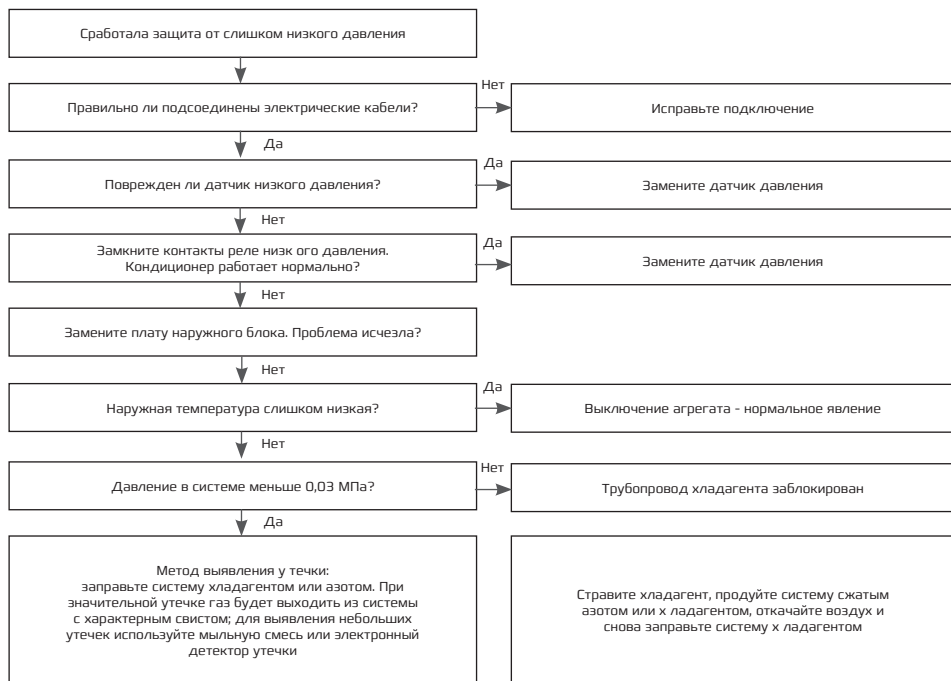 Сработала защита от слишком низкого давления
Нет
Правильно ли подсоединены электрические кабели?
Исправьте подключение
Да
Да
Поврежден ли датчик низкого давления?
Замените датчик давления
Нет
Да
Замкните контакты реле низк ого давления.
Кондиционер работает нормально?
Замените датчик давления
Нет
Замените плату наружного блока. Проблема исчезла?
Нет
Да
Наружная температура слишком низкая?
Выключение агрегата - нормальное явление
Нет
Нет
Давление в системе меньше 0,03 МПа?
Трубопровод хладагента заблокирован
Да
Метод выявления у течки:
заправьте систему хладагентом или азотом. При
значительной утечке газ будет выходить из системы
с характерным свистом; для выявления небольших
утечек используйте мыльную смесь или электронный
детектор утечки
Стравите хладагент, продуйте систему сжатым
азотом или х ладагентом, откачайте воздух и
снова заправьте систему х ладагентом